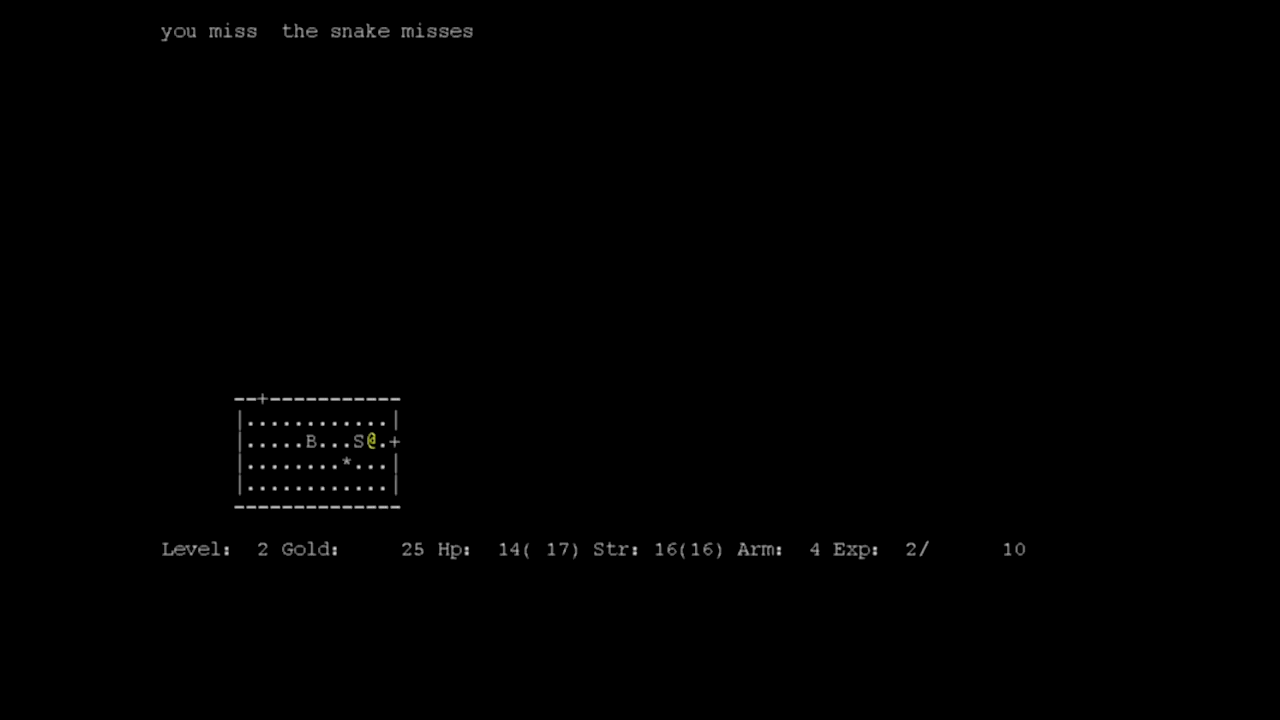 you miss  the snake misses
--+-----------
|............|
|.....B...S@.+
|........*...|
|............|
--------------
Level:  2 Gold:     25 Hp:  14( 17) Str: 16(16) Arm:  4 Exp:  2/      10